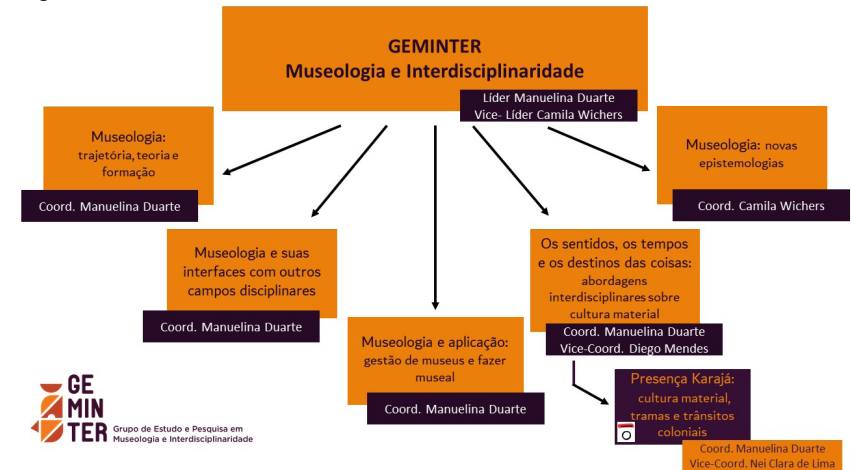 GEMINTER
Museologia e Interdisciplinaridade
Líder Manuelina Duarte
Vice- Líder Camila Wichers
Museologia:
trajetória, teoria e
formação
Coord. Manuelina Duarte
Museologia: novas
epistemologias
Coord. Camila Wichers
Museologia e suas
interfaces com outros
campos disciplinares
Coord. Manuelina Duarte
Os sentidos, os tempos
e os destinos das coisas:
abordagens
interdisciplinares sobre
cultura material
Coord. Manuelina Duarte
Vice-Coord. Diego Mendes
Museologia e aplicação:
gestão de museus e fazer
museal
Coord. Manuelina Duarte
Presença Karajá:
cultura material,
tramas e trânsitos
coloniais
Coord. Manuelina Duarte
Vice-Coord. Nei Clara de Lima
GE
MIN
TER
Grupo de Estudo e Pesquisa em
Museologia e Interdisciplinaridade